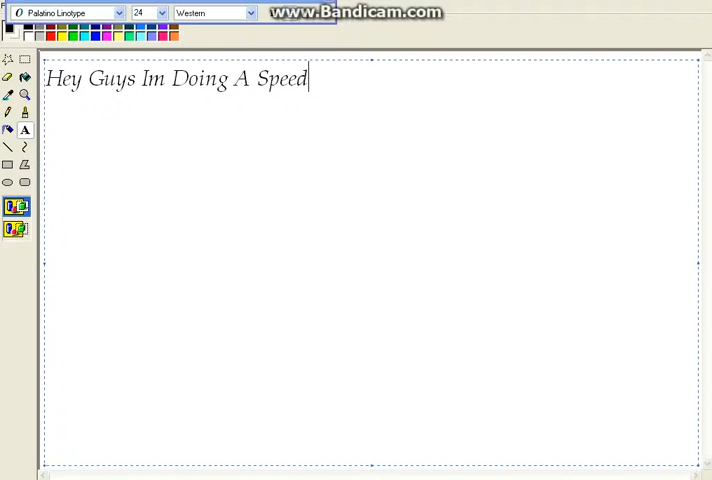 Palatino Linotype 24 Western
www.Bandicam.com
Hey Guys Im Doing A Speed